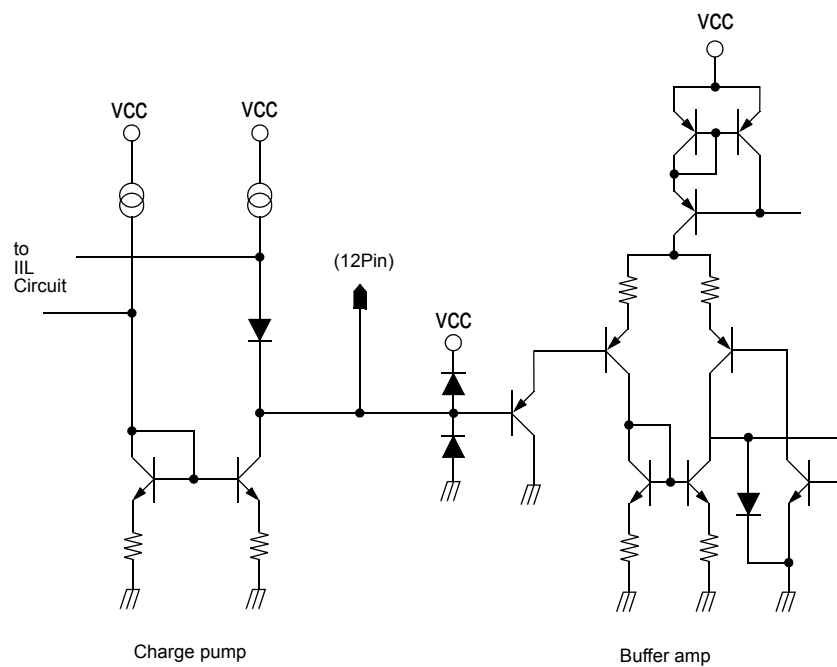 VCC
VCC
VCC
to
IIL
Circuit
(12Pin)
VCC
Charge pump
Buffer amp